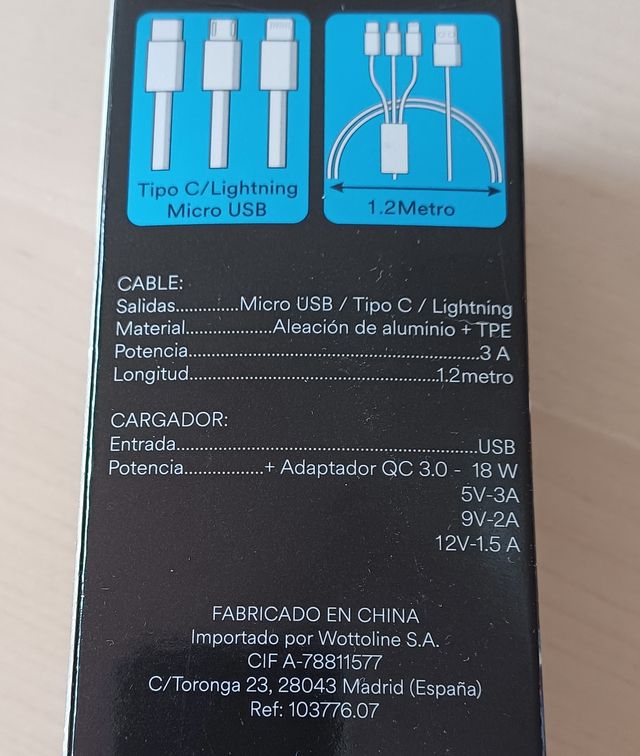 Tipo C/Lightning
Micro USB
1.2Metro
CABLE:
Salidas.............Micro USB / Tipo C / Lightning
Material.................Aleación de aluminio + TPE
Potencia..........................................................3 A
Longitud.................................................1.2metro
CARGADOR:
Entrada............................................................USB
Potencia................+ Adaptador QC 3.0 - 18 W
5V-3A
9V-2A
12V-1.5 A
FABRICADO EN CHINA
Importado por Wottoline S.A.
CIF A-78811577
C/Toronga 23, 28043 Madrid (España)
Ref: 103776.07